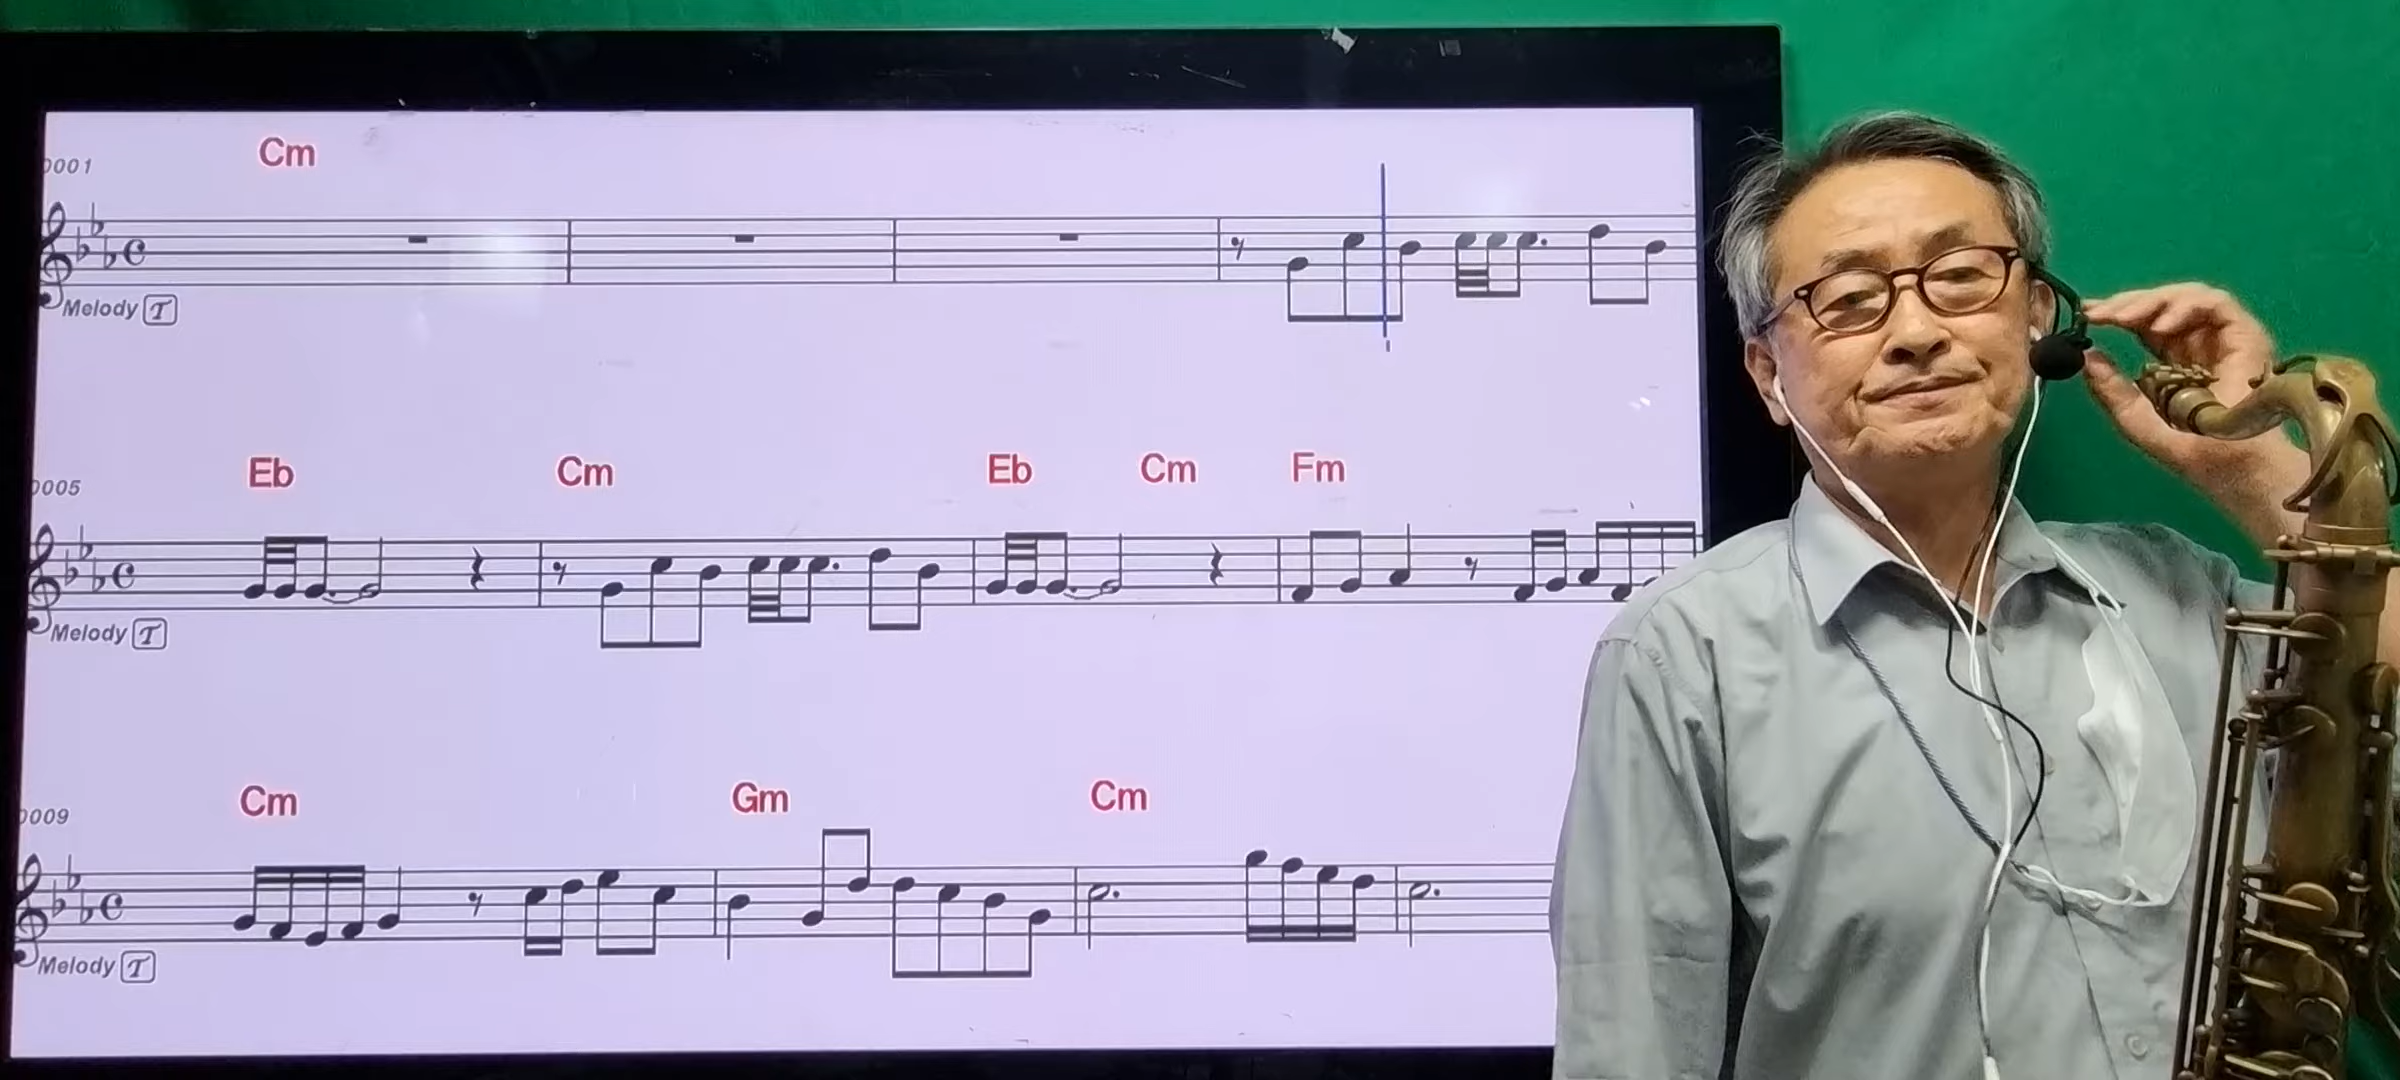 Cm
0001
Melody T
Eb Cm Eb Cm Fm
0005
Melody T
Cm Gm Cm
0009
Melody T